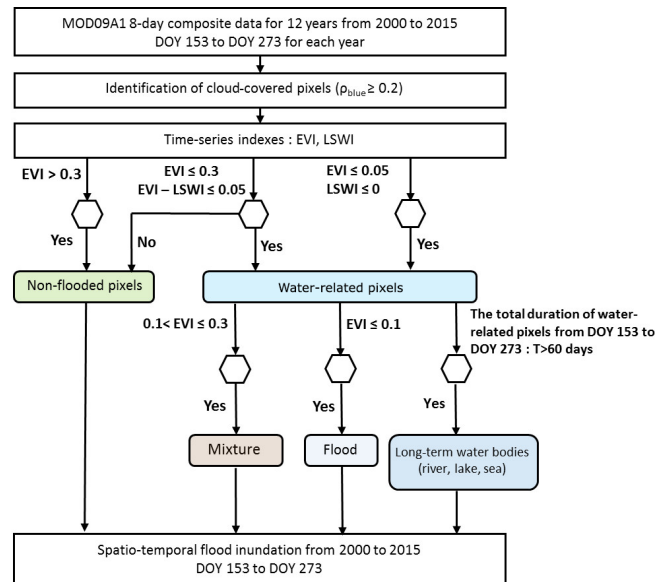 MOD09A1 8-day composite data for 12 years from 2000 to 2015
DOY 153 to DOY 273 for each year
Identification of cloud-covered pixels (ρblue≥ 0.2)
Time-series indexes : EVI, LSWI
EVI > 0.3
EVI ≤ 0.3
EVI – LSWI ≤ 0.05
EVI ≤ 0.05
LSWI ≤ 0
Yes
No
Yes
Yes
Non-flooded pixels
Water-related pixels
0.1< EVI ≤ 0.3
EVI ≤ 0.1
The total duration of water-
related pixels from DOY 153 to
DOY 273 : T>60 days
Yes
Yes
Yes
Mixture
Flood
Long-term water bodies
(river, lake, sea)
Spatio-temporal flood inundation from 2000 to 2015
DOY 153 to DOY 273